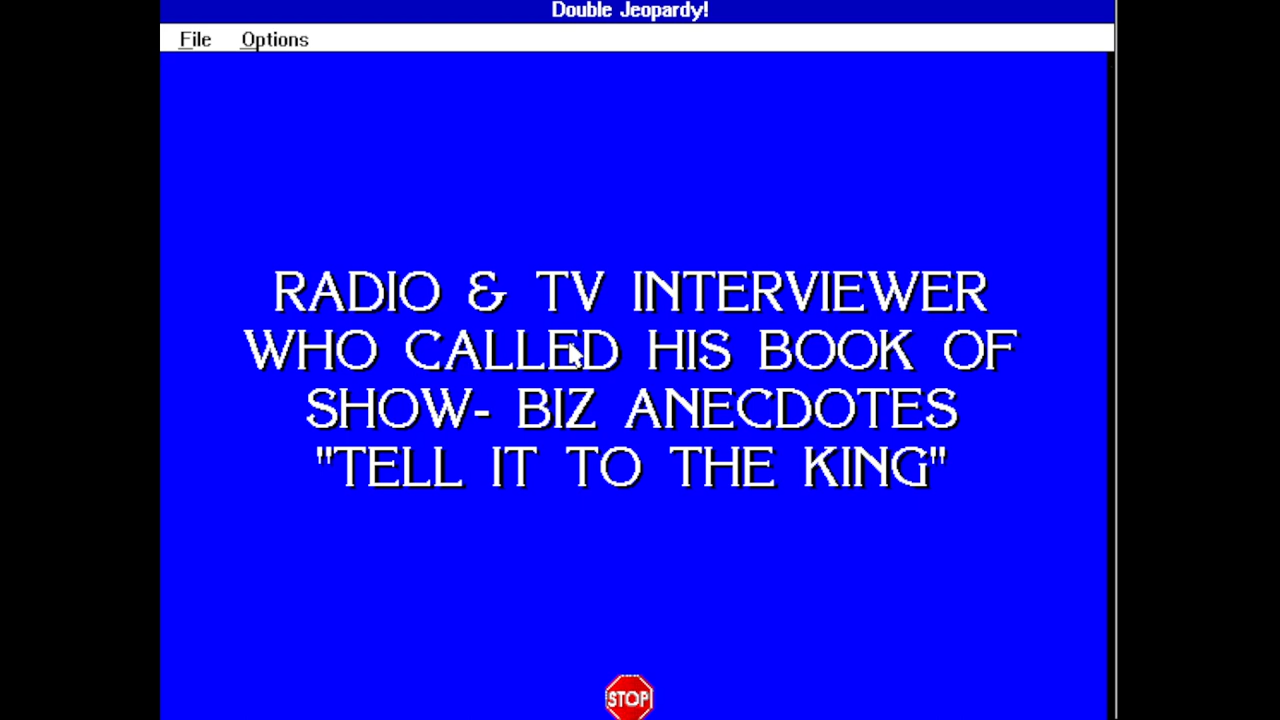 Double Jeopardy!
File Options
RADIO & TV INTERVIEWER
WHO CALLED HIS BOOK OF
SHOW- BIZ ANECDOTES
"TELL IT TO THE KING"
STOP